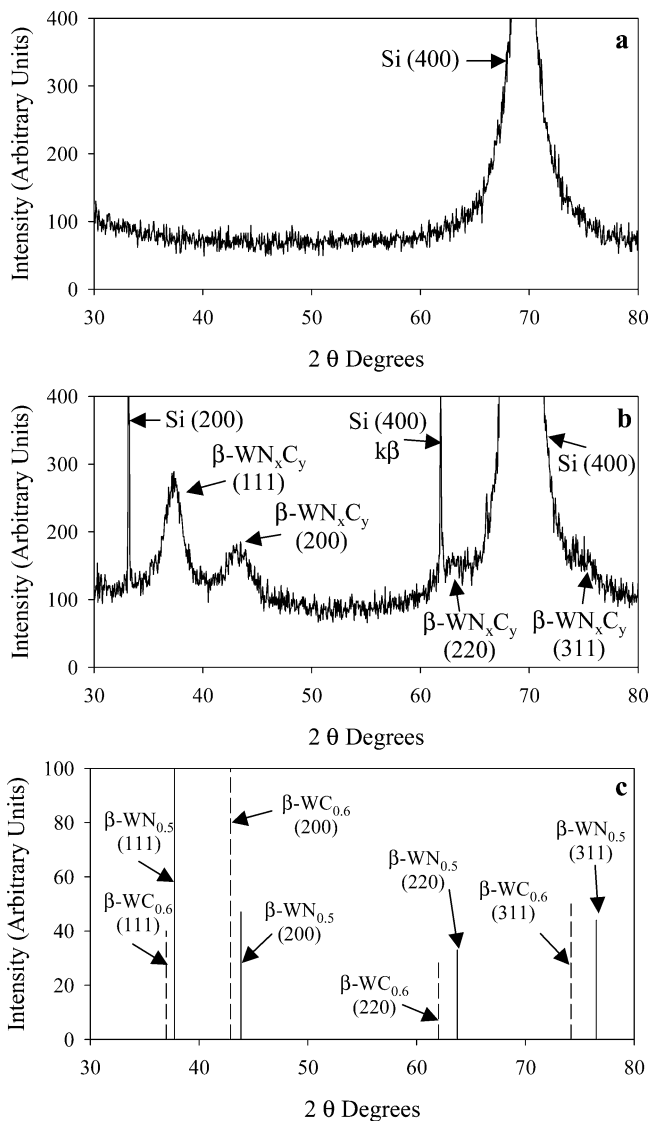 a
Si (400)
400
300
200
100
0
Intensity (Arbitrary Units)
30 40 50 60 70 80
2 θ Degrees
b
Si (200)
β-WNₓCᵧ
(111)
β-WNₓCᵧ
(200)
Si (400)
kβ
Si (400)
β-WNₓCᵧ
(220)
β-WNₓCᵧ
(311)
400
300
200
100
0
Intensity (Arbitrary Units)
30 40 50 60 70 80
2 θ Degrees
c
β-WN₀.₅
(111)
β-WC₀.₆
(111)
β-WC₀.₆
(200)
β-WN₀.₅
(200)
β-WN₀.₅
(220)
β-WC₀.₆
(220)
β-WC₀.₆
(311)
β-WN₀.₅
(311)
100
80
60
40
20
0
Intensity (Arbitrary Units)
30 40 50 60 70 80
2 θ Degrees